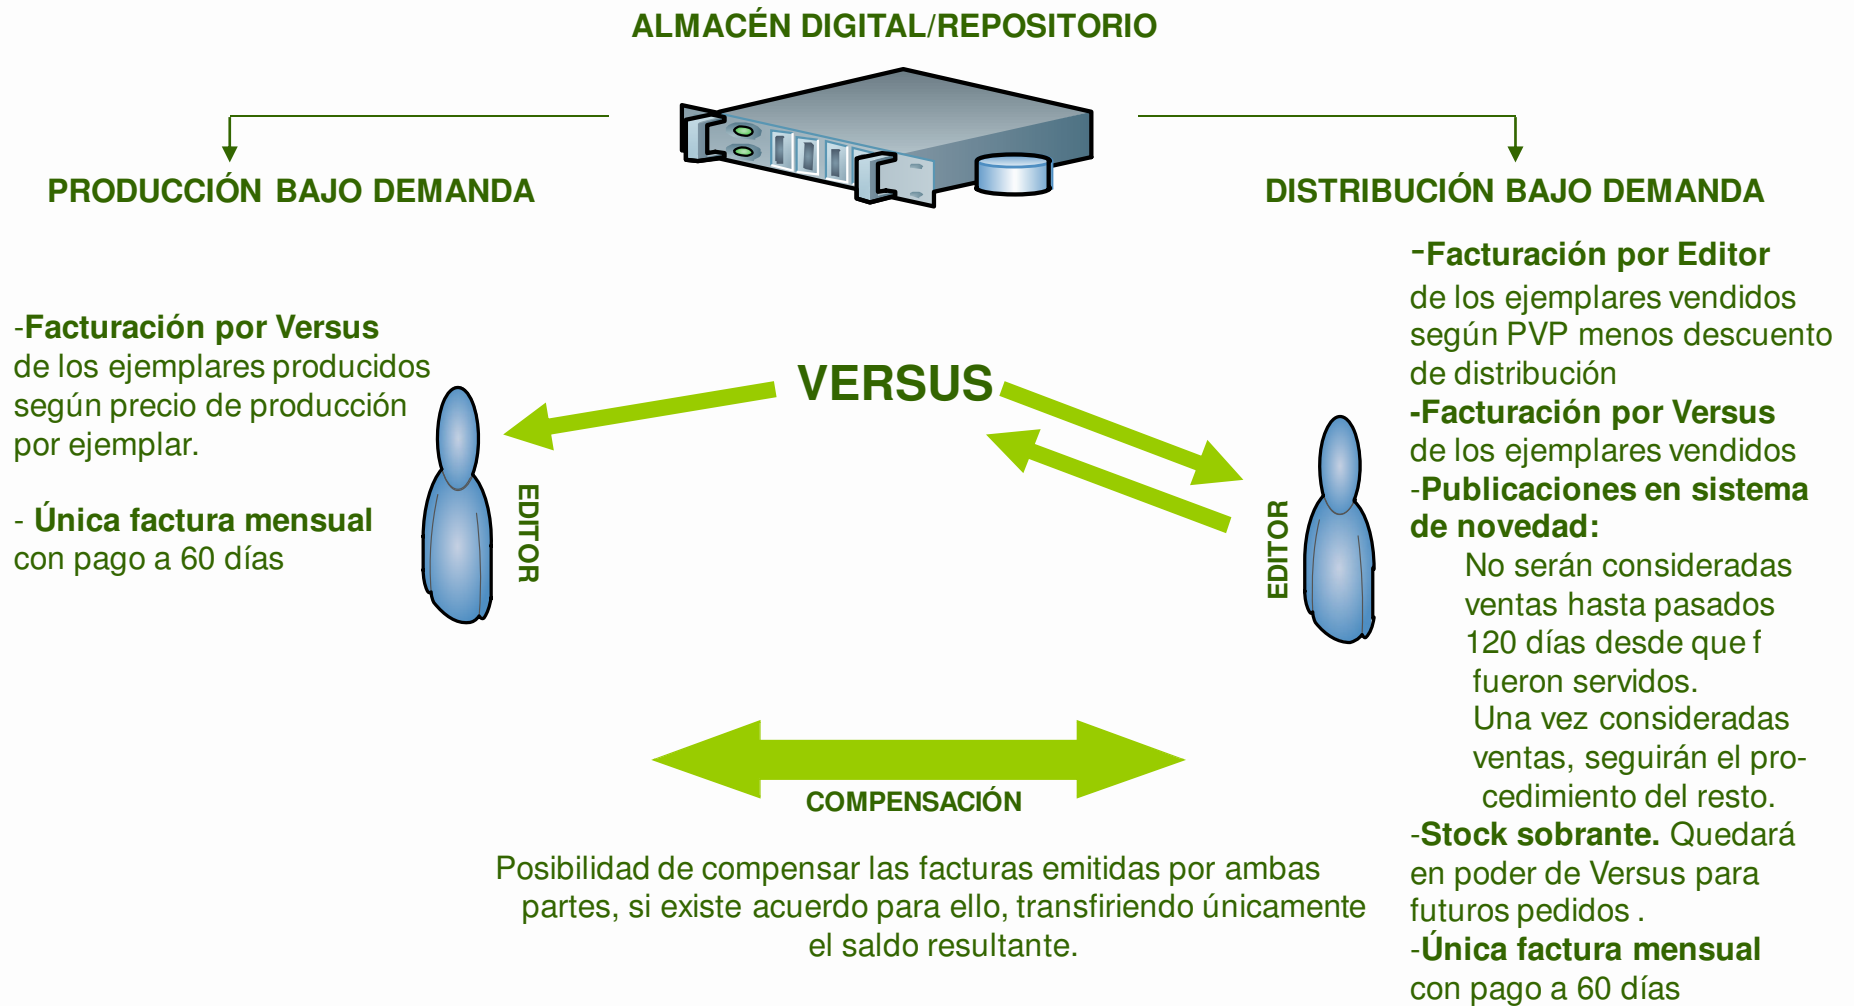 ALMACÉN DIGITAL/REPOSITORIO
PRODUCCIÓN BAJO DEMANDA
-Facturación por Versus
de los ejemplares producidos
según precio de producción
por ejemplar.
- Única factura mensual
con pago a 60 días
EDITOR
VERSUS
EDITOR
DISTRIBUCIÓN BAJO DEMANDA
-Facturación por Editor
de los ejemplares vendidos
según PVP menos descuento
de distribución
-Facturación por Versus
de los ejemplares vendidos
-Publicaciones en sistema
de novedad:
No serán consideradas
ventas hasta pasados
120 días desde que f
fueron servidos.
Una vez consideradas
ventas, seguirán el pro-
cedimiento del resto.
-Stock sobrante. Quedará
en poder de Versus para
futuros pedidos .
-Única factura mensual
con pago a 60 días
COMPENSACIÓN
Posibilidad de compensar las facturas emitidas por ambas
partes, si existe acuerdo para ello, transfiriendo únicamente
el saldo resultante.